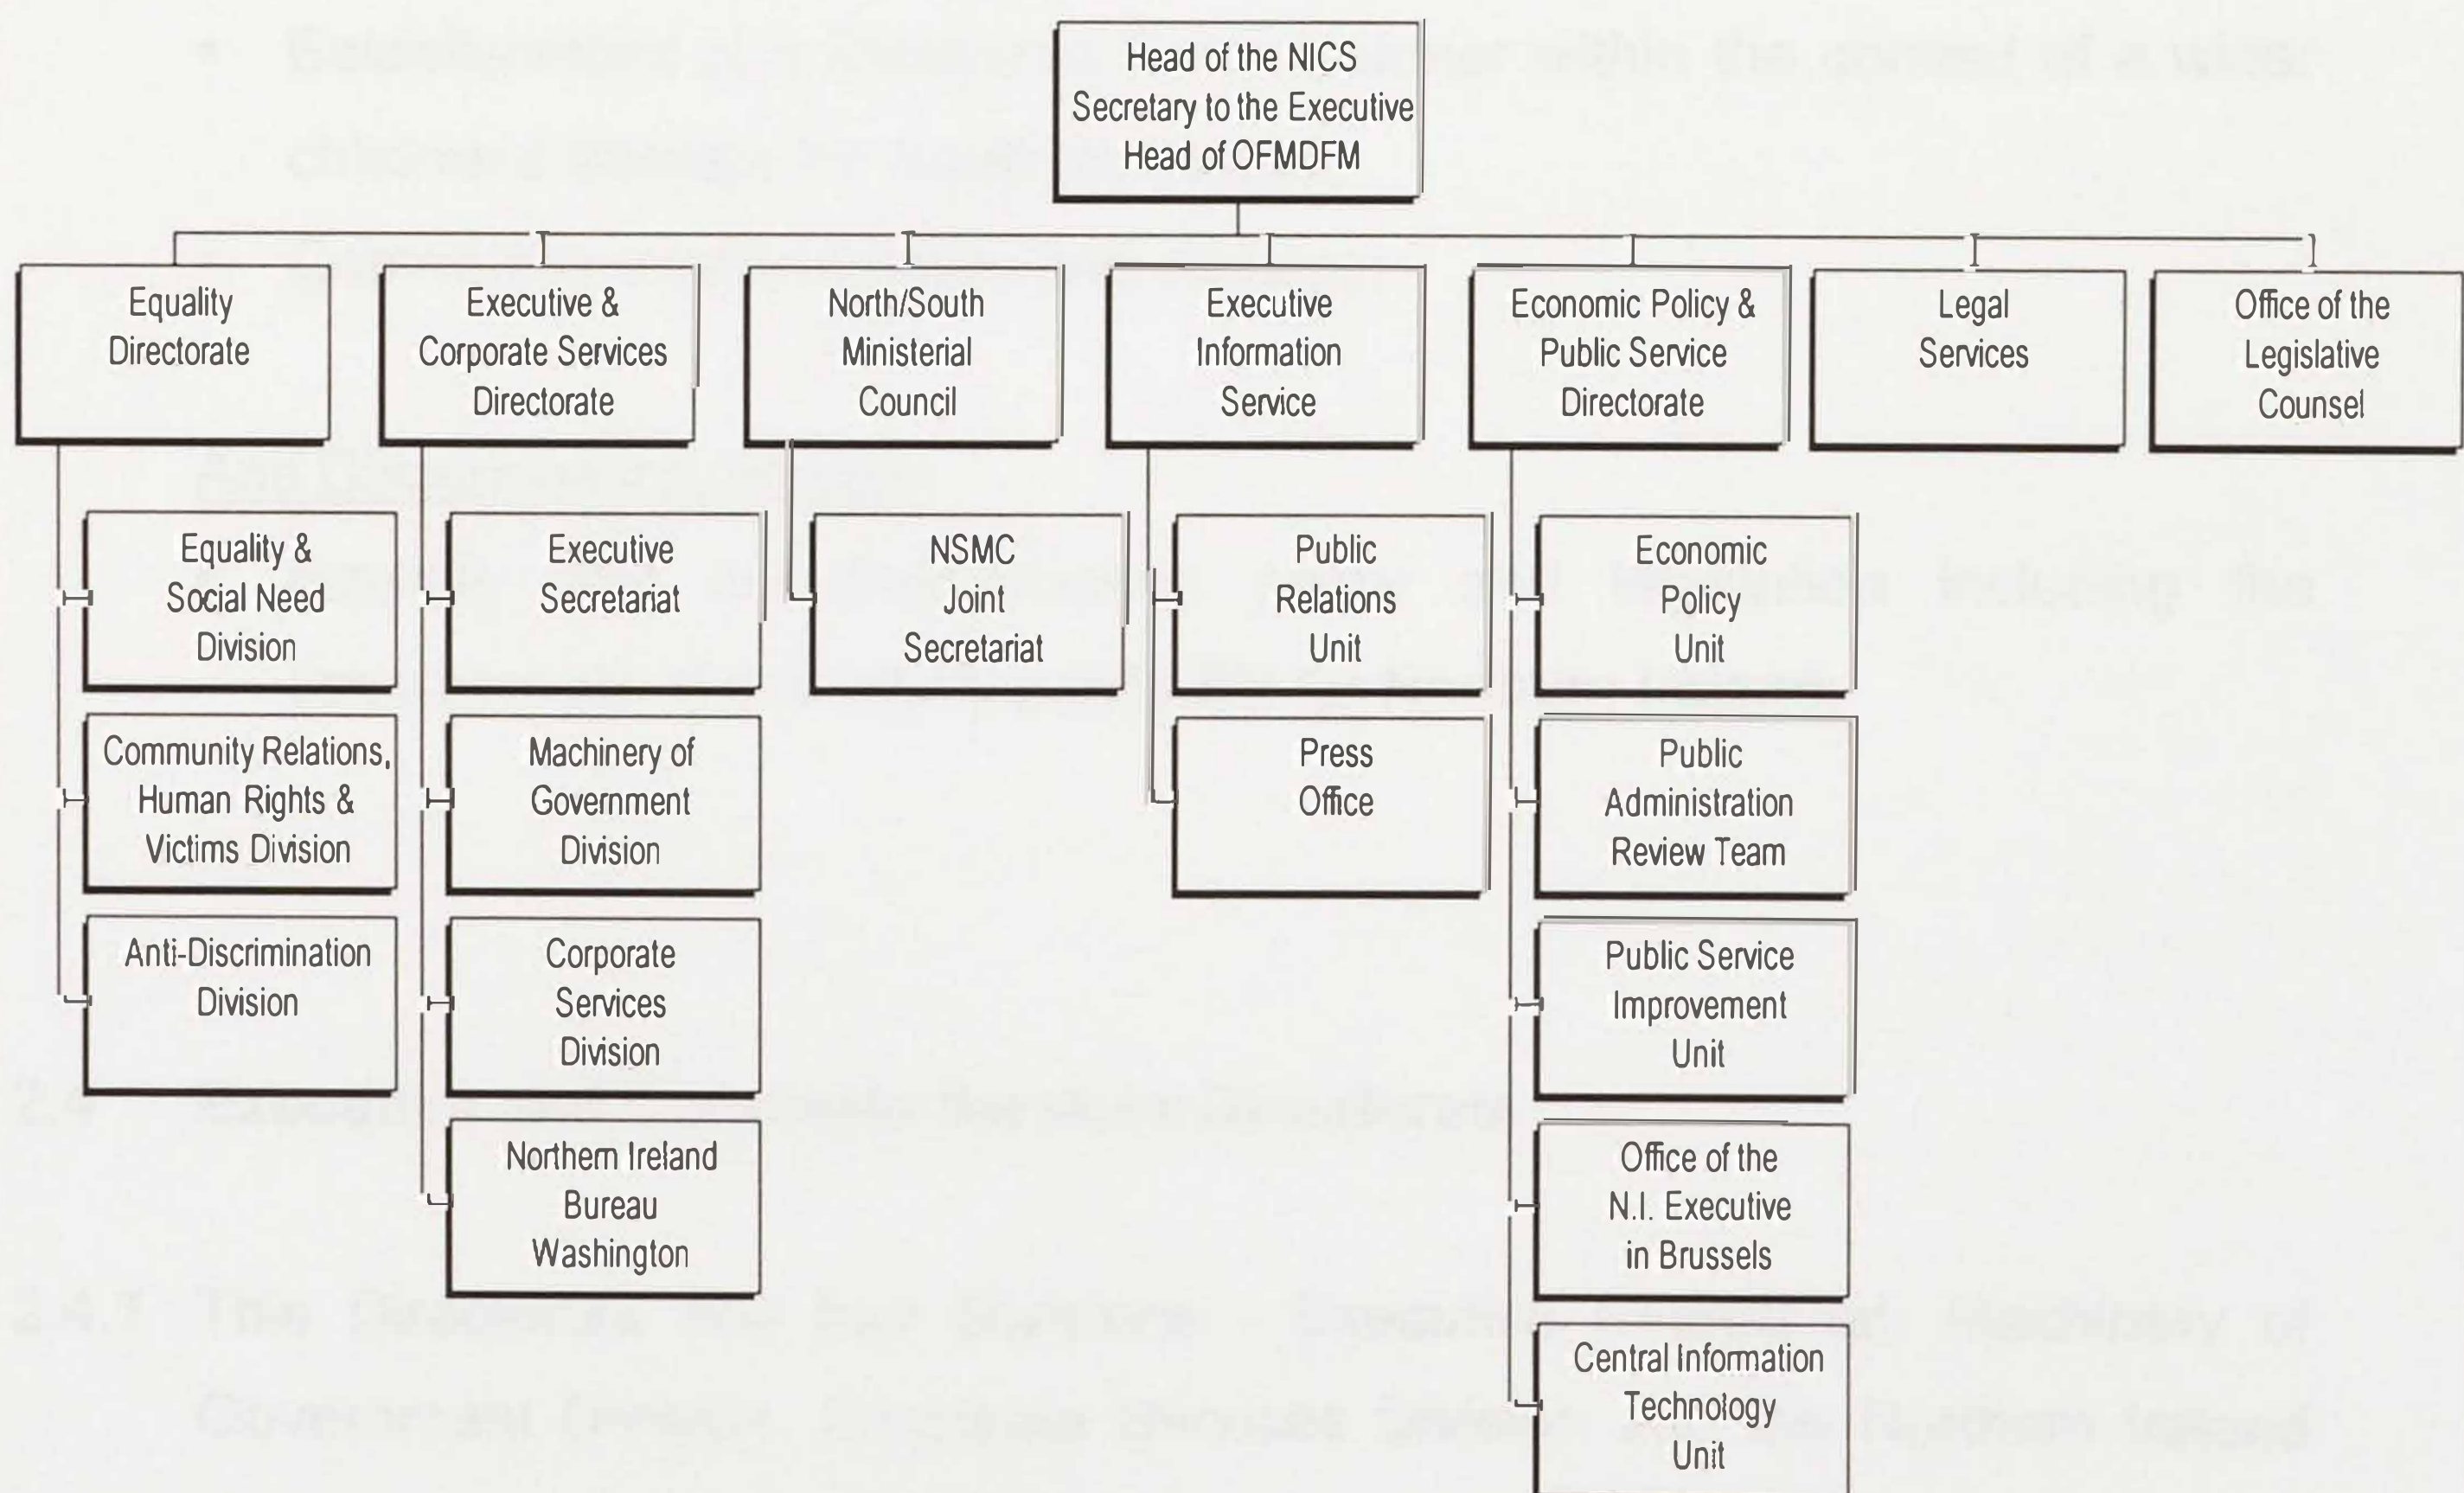 Head of the NICS
Secretary to the Executive
Head of OFMDFM
Equality
Directorate
Executive &
Corporate Services
Directorate
North/South
Ministerial
Council
Executive
Information
Service
Economic Policy &
Public Service
Directorate
Legal
Services
Office of the
Legislative
Counsel
Equality &
Social Need
Division
Community Relations,
Human Rights &
Victims Division
Anti-Discrimination
Division
Executive
Secretariat
Machinery of
Government
Division
Corporate
Services
Division
Northern Ireland
Bureau
Washington
NSMC
Joint
Secretariat
Public
Relations
Unit
Press
Office
Economic
Policy
Unit
Public
Administration
Review Team
Public Service
Improvement
Unit
Office of the
N.I. Executive
in Brussels
Central Information
Technology
Unit